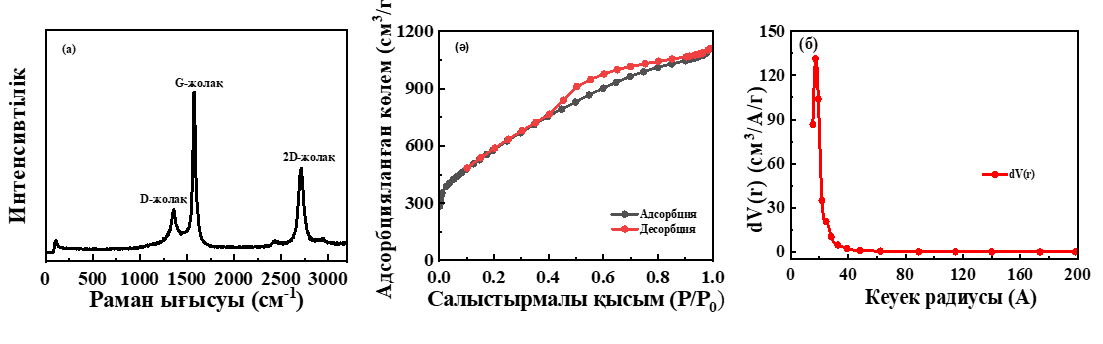 (а)
G-жолақ
2D-жолақ
D-жолақ
Интенсивтілік
0 500 1000 1500 2000 2500 3000
Раман ығысуы (см-1)
(ә)
Адсорбцияланған көлем (см3/г
1200
900
600
300
0
Адсорбция
Десорбция
0.0 0.2 0.4 0.6 0.8 1.0
Салыстырмалы қысым (P/P0)
(б)
dV(r) (см3/А/г)
150
120
90
60
30
0
dV(r)
0 40 80 120 160 200
Кеуек радиусы (А)